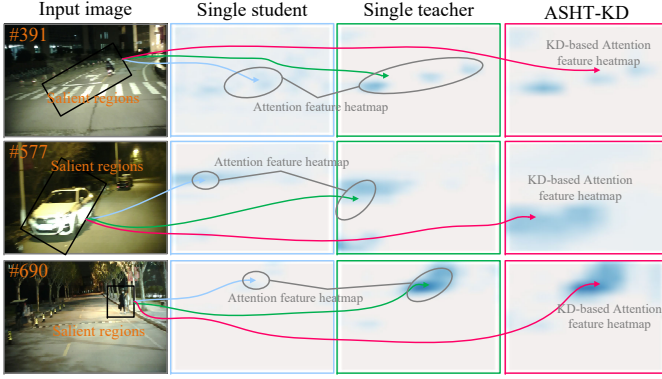 Input image
Single student
Single teacher
ASHT-KD
#391
Salient regions
Attention feature heatmap
KD-based Attention
feature heatmap
#577
Salient regions
Attention feature heatmap
KD-based Attention
feature heatmap
#690
Salient regions
Attention feature heatmap
KD-based Attention
feature heatmap